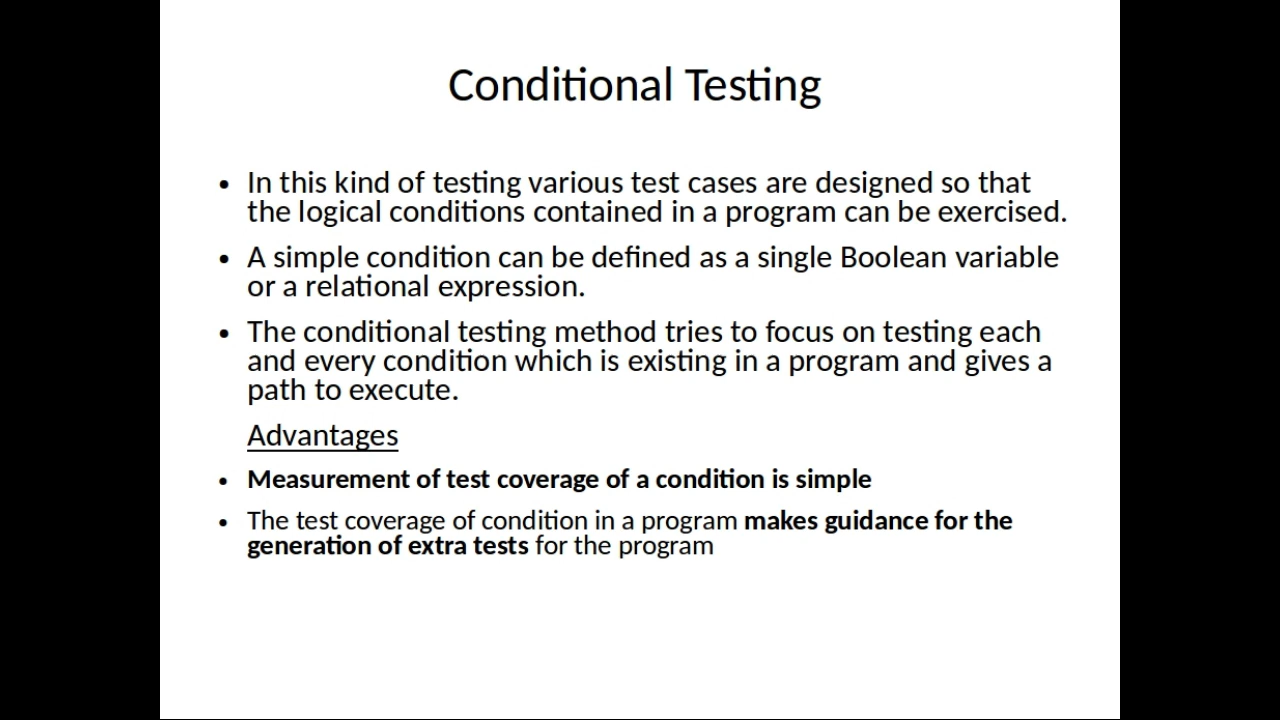 Conditional Testing
• In this kind of testing various test cases are designed so that
the logical conditions contained in a program can be exercised.
• A simple condition can be defined as a single Boolean variable
or a relational expression.
• The conditional testing method tries to focus on testing each
and every condition which is existing in a program and gives a
path to execute.
Advantages
• Measurement of test coverage of a condition is simple
• The test coverage of condition in a program makes guidance for the
generation of extra tests for the program